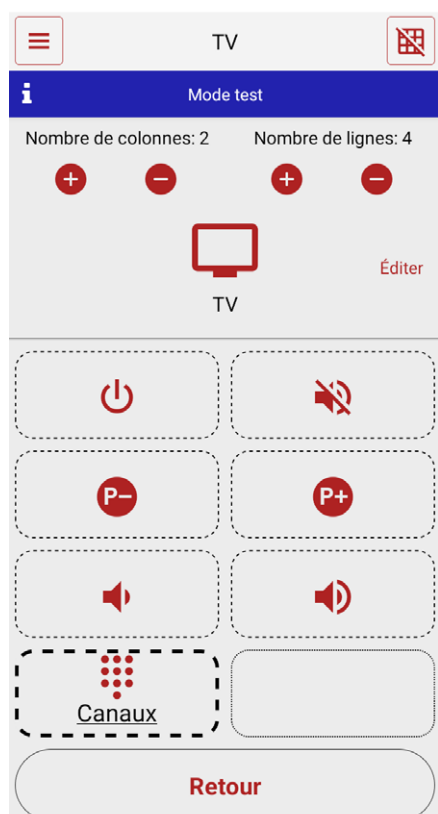 TV
Mode test
Nombre de colonnes: 2 Nombre de lignes: 4
Éditer
TV
P− P+
Canaux
Retour